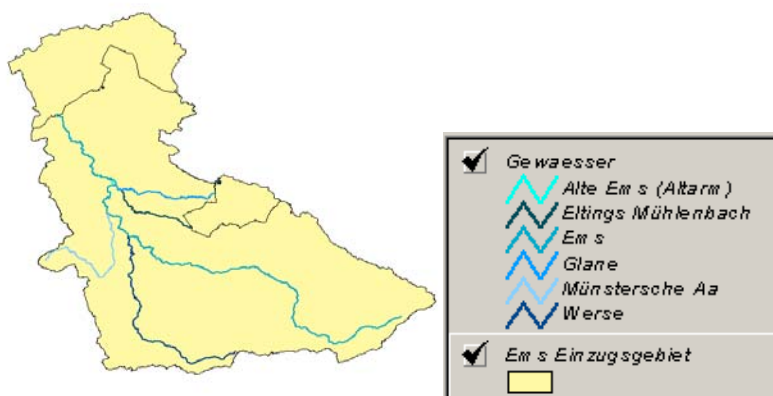 Gewaesser
Alte Ems (Altarm)
Eltings Mühlenbach
Ems
Glane
Münstersche Aa
Werse
Ems Einzugsgebiet